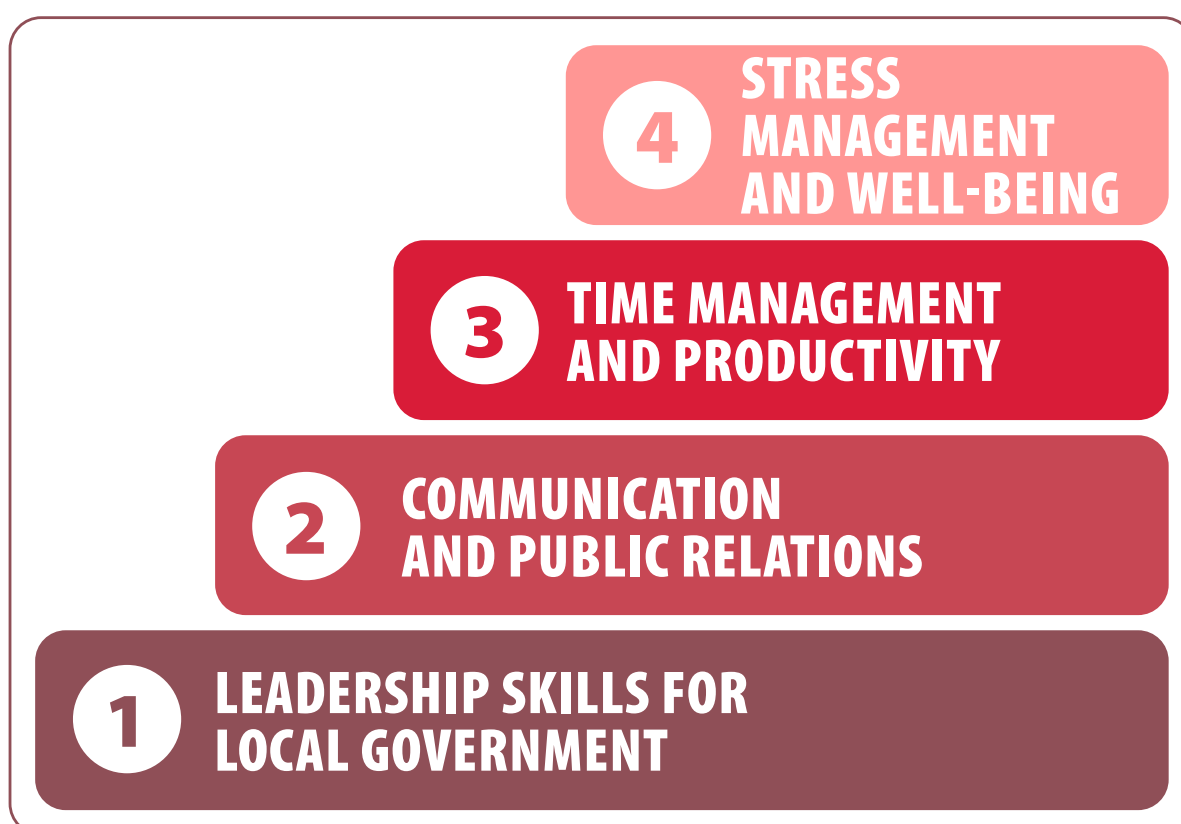 4
STRESS
MANAGEMENT
AND WELL-BEING
3
TIME MANAGEMENT
AND PRODUCTIVITY
2
COMMUNICATION
AND PUBLIC RELATIONS
1
LEADERSHIP SKILLS FOR
LOCAL GOVERNMENT